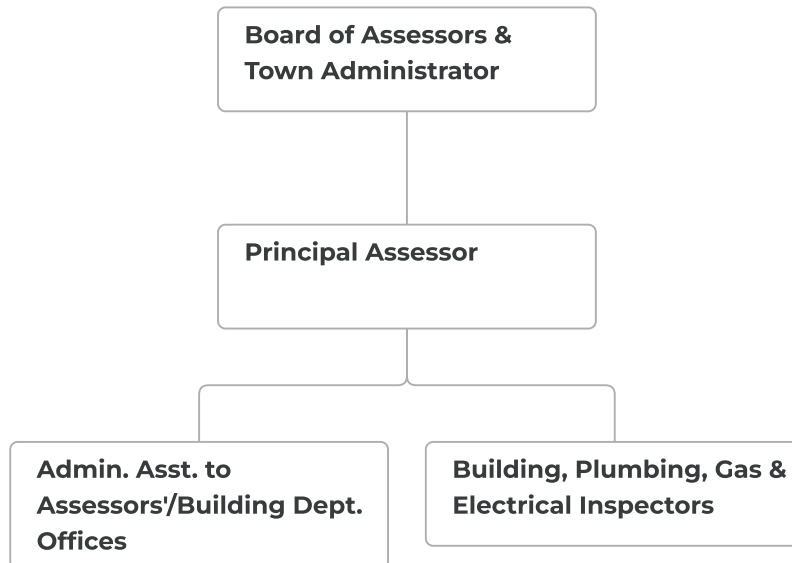 Board of Assessors &
Town Administrator
Principal Assessor
Admin. Asst. to
Assessors'/Building Dept.
Offices
Building, Plumbing, Gas &
Electrical Inspectors